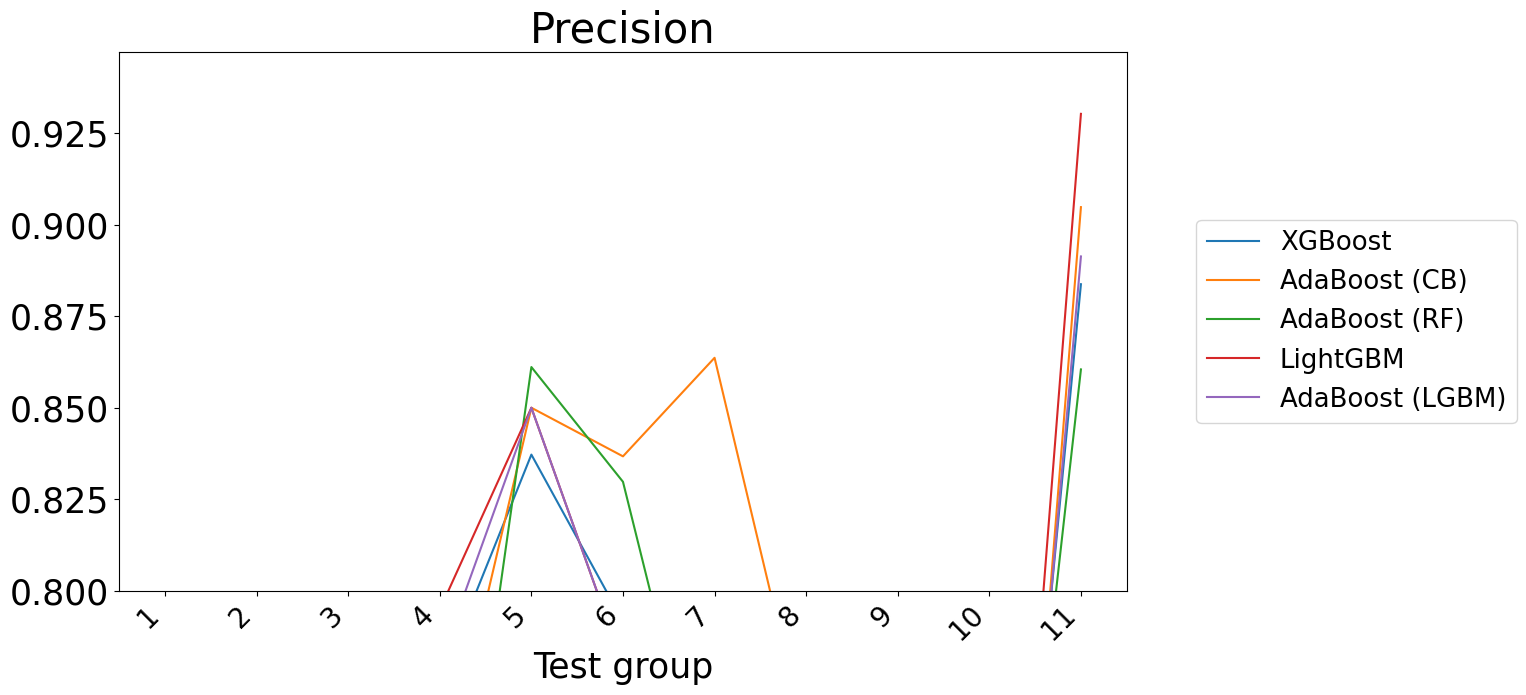 Precision
0.925
0.900
0.875
0.850
0.825
0.800
1
2
3
4
5
6
7
8
9
10
11
Test group
XGBoost
AdaBoost (CB)
AdaBoost (RF)
LightGBM
AdaBoost (LGBM)